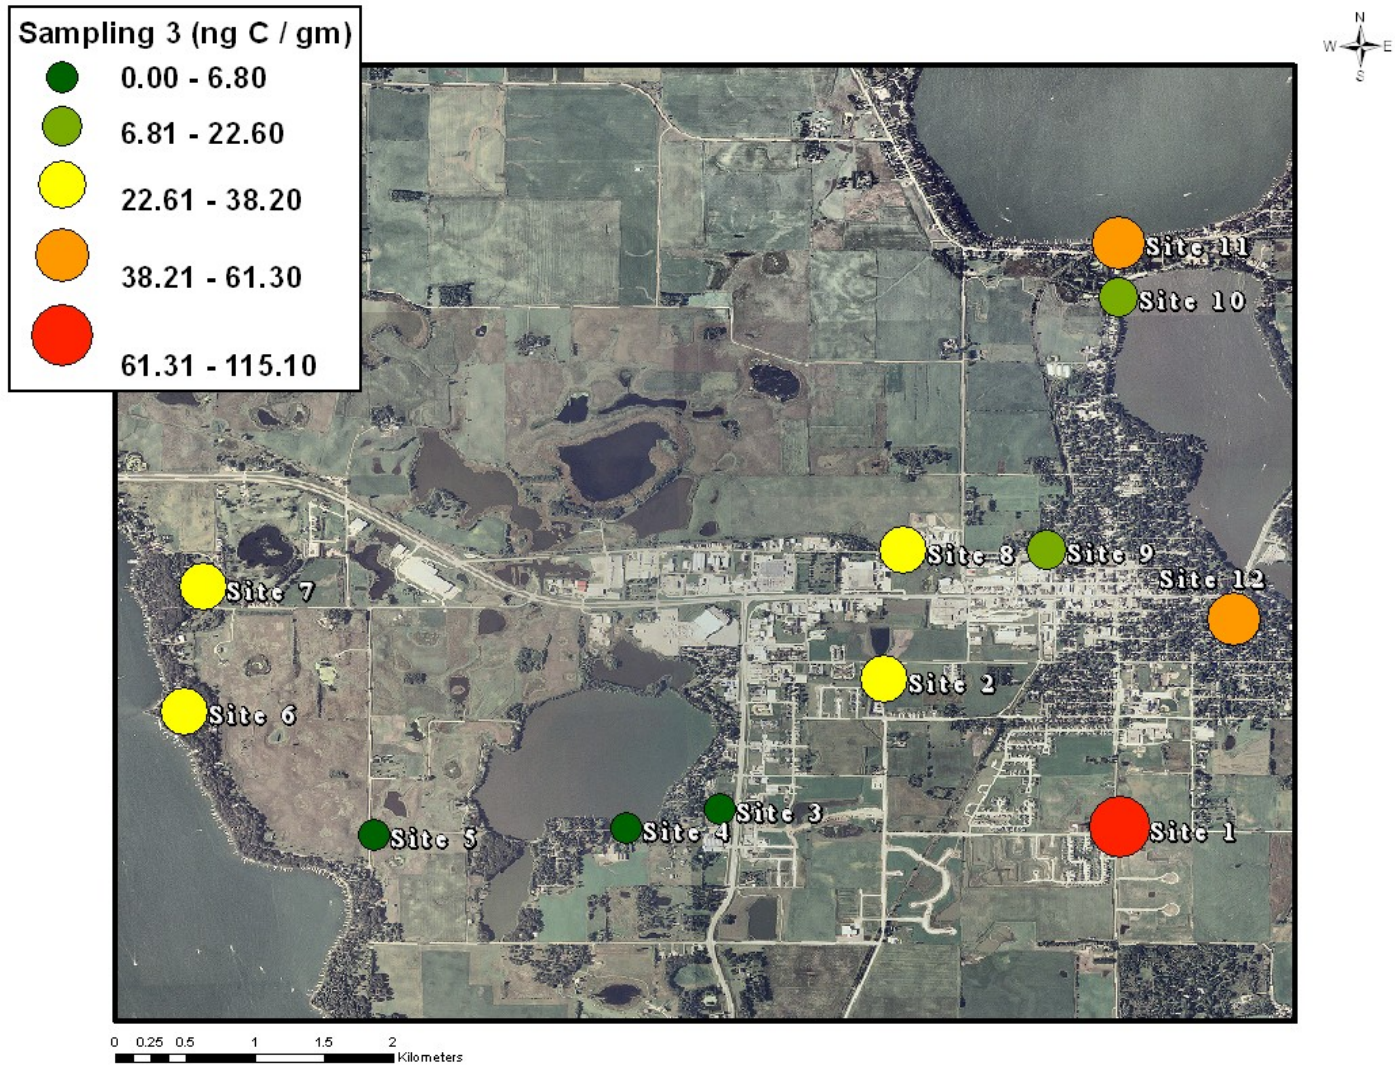 Sampling 3 (ng C / gm)
0.00 - 6.80
6.81 - 22.60
22.61 - 38.20
38.21 - 61.30
61.31 - 115.10
N
W E
S
Site 11
Site 10
Site 8
Site 9
Site 12
Site 7
Site 2
Site 6
Site 3
Site 4
Site 5
Site 1
0 0.25 0.5 1 1.5 2
Kilometers